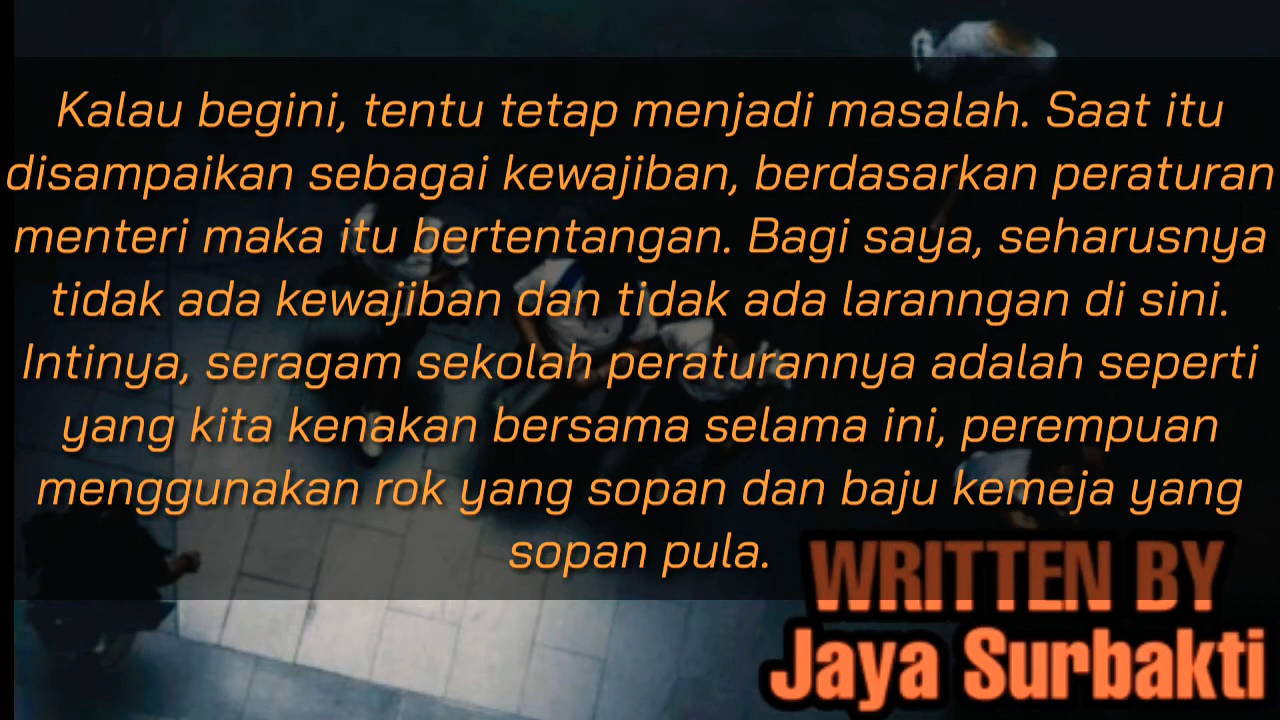 Kalau begini, tentu tetap menjadi masalah. Saat itu
disampaikan sebagai kewajiban, berdasarkan peraturan
menteri maka itu bertentangan. Bagi saya, seharusnya
tidak ada kewajiban dan tidak ada laranngan di sini.
Intinya, seragam sekolah peraturannya adalah seperti
yang kita kenakan bersama selama ini, perempuan
menggunakan rok yang sopan dan baju kemeja yang
sopan pula.
WRITTEN BY
Jaya Surbakti